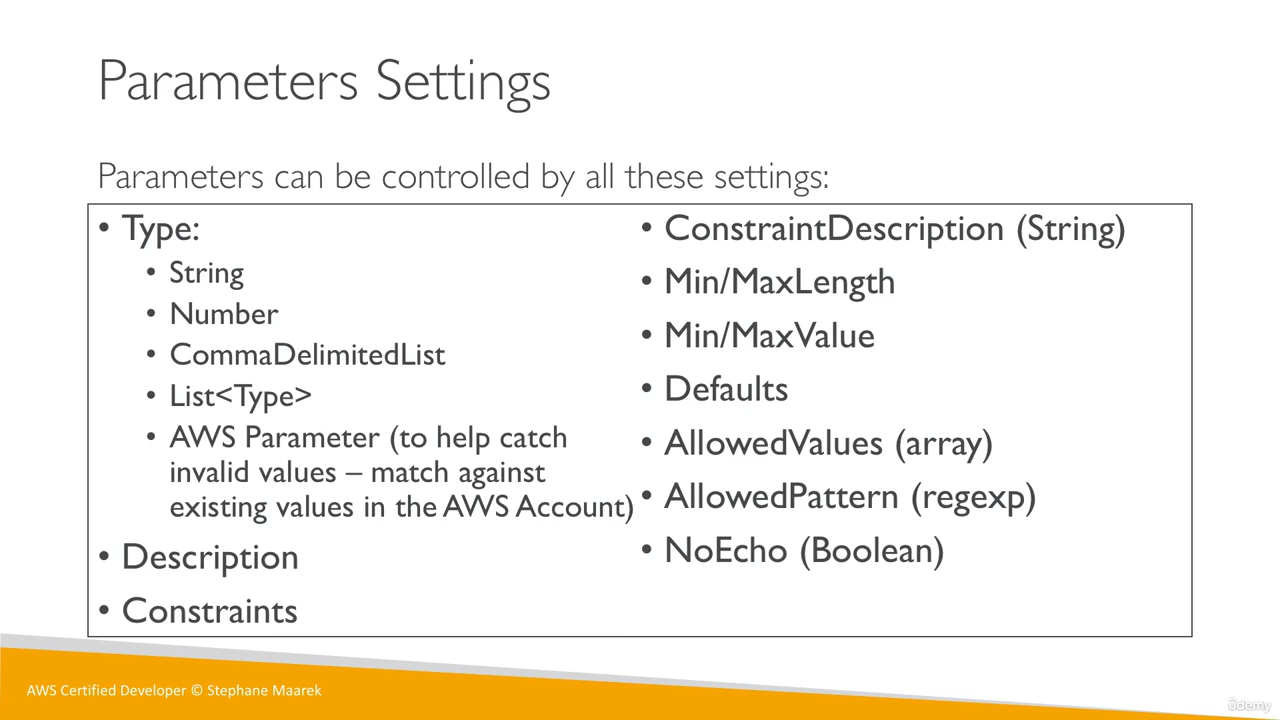 Parameters Settings
Parameters can be controlled by all these settings:
• Type:
• String
• Number
• CommaDelimitedList
• List<Type>
• AWS Parameter (to help catch
invalid values – match against
existing values in the AWS Account)
• Description
• Constraints
• ConstraintDescription (String)
• Min/MaxLength
• Min/MaxValue
• Defaults
• AllowedValues (array)
• AllowedPattern (regexp)
• NoEcho (Boolean)
AWS Certified Developer © Stephane Maarek
ûdemy